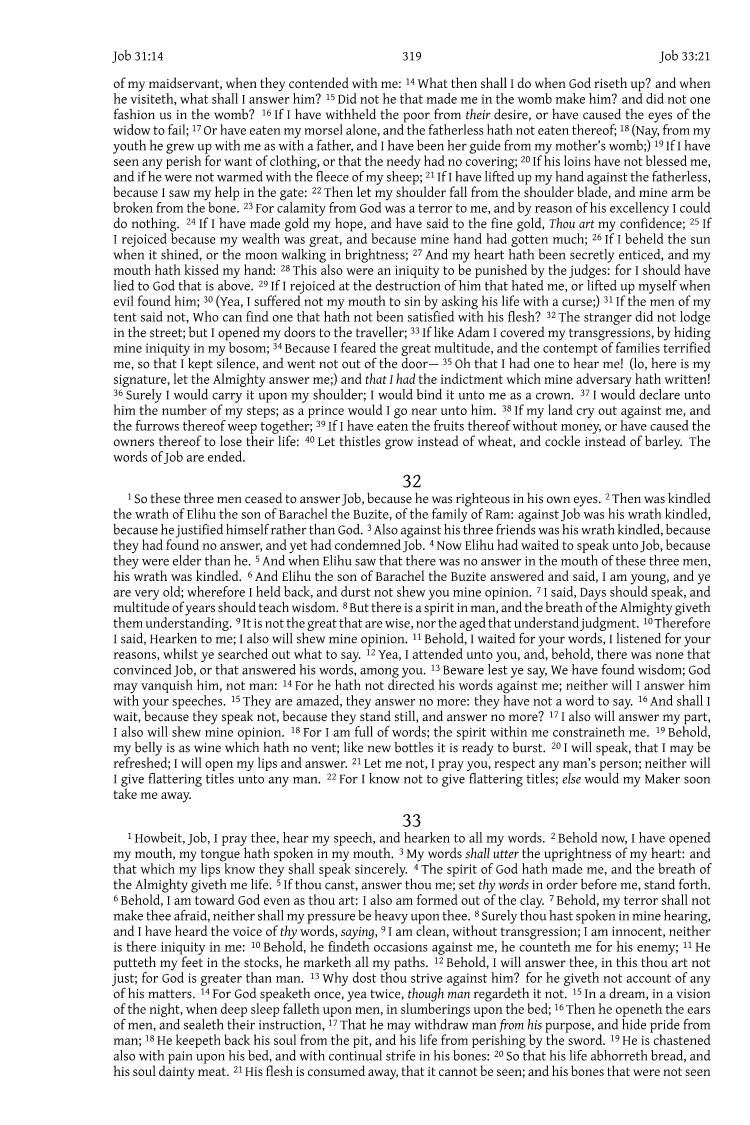 Job 31:14 319 Job 33:21
of my maidservant, when they contended with me: 14 What then shall I do when God riseth up? and when
he visiteth, what shall I answer him? 15 Did not he that made me in the womb make him? and did not one
fashion us in the womb? 16 If I have withheld the poor from their desire, or have caused the eyes of the
widow to fail; 17 Or have eaten my morsel alone, and the fatherless hath not eaten thereof; 18 (Nay, from my
youth he grew up with me as with a father, and I have been her guide from my mother's womb;) 19 If I have
seen any perish for want of clothing, or that the needy had no covering; 20 If his loins have not blessed me,
and if he were not warmed with the fleece of my sheep; 21 If I have lifted up my hand against the fatherless,
because I saw my help in the gate: 22 Then let my shoulder fall from the shoulder blade, and mine arm be
broken from the bone. 23 For calamity from God was a terror to me, and by reason of his excellency I could
do nothing. 24 If I have made gold my hope, and have said to the fine gold, Thou art my confidence; 25 If
I rejoiced because my wealth was great, and because mine hand had gotten much; 26 If I beheld the sun
when it shined, or the moon walking in brightness; 27 And my heart hath been secretly enticed, and my
mouth hath kissed my hand: 28 This also were an iniquity to be punished by the judges: for I should have
lied to God that is above. 29 If I rejoiced at the destruction of him that hated me, or lifted up myself when
evil found him; 30 (Yea, I suffered not my mouth to sin by asking his life with a curse;) 31 If the men of my
tent said not, Who can find one that hath not been satisfied with his flesh? 32 The stranger did not lodge
in the street; but I opened my doors to the traveller; 33 If like Adam I covered my transgressions, by hiding
mine iniquity in my bosom; 34 Because I feared the great multitude, and the contempt of families terrified
me, so that I kept silence, and went not out of the door— 35 Oh that I had one to hear me! (lo, here is my
signature, let the Almighty answer me;) and that I had the indictment which mine adversary hath written!
36 Surely I would carry it upon my shoulder; I would bind it unto me as a crown. 37 I would declare unto
him the number of my steps; as a prince would I go near unto him. 38 If my land cry out against me, and
the furrows thereof weep together; 39 If I have eaten the fruits thereof without money, or have caused the
owners thereof to lose their life: 40 Let thistles grow instead of wheat, and cockle instead of barley. The
words of Job are ended.
32
1 So these three men ceased to answer Job, because he was righteous in his own eyes. 2 Then was kindled
the wrath of Elihu the son of Barachel the Buzite, of the family of Ram: against Job was his wrath kindled,
because he justified himself rather than God. 3 Also against his three friends was his wrath kindled, because
they had found no answer, and yet had condemned Job. 4 Now Elihu had waited to speak unto Job, because
they were elder than he. 5 And when Elihu saw that there was no answer in the mouth of these three men,
his wrath was kindled. 6 And Elihu the son of Barachel the Buzite answered and said, I am young, and ye
are very old; wherefore I held back, and durst not shew you mine opinion. 7 I said, Days should speak, and
multitude of years should teach wisdom. 8 But there is a spirit in man, and the breath of the Almighty giveth
them understanding. 9 It is not the great that are wise, nor the aged that understand judgment. 10 Therefore
I said, Hearken to me; I also will shew mine opinion. 11 Behold, I waited for your words, I listened for your
reasons, whilst ye searched out what to say. 12 Yea, I attended unto you, and, behold, there was none that
convinced Job, or that answered his words, among you. 13 Beware lest ye say, We have found wisdom; God
may vanquish him, not man: 14 For he hath not directed his words against me; neither will I answer him
with your speeches. 15 They are amazed, they answer no more: they have not a word to say. 16 And shall I
wait, because they speak not, because they stand still, and answer no more? 17 I also will answer my part,
I also will shew mine opinion. 18 For I am full of words; the spirit within me constraineth me. 19 Behold,
my belly is as wine which hath no vent; like new bottles it is ready to burst. 20 I will speak, that I may be
refreshed; I will open my lips and answer. 21 Let me not, I pray you, respect any man's person; neither will
I give flattering titles unto any man. 22 For I know not to give flattering titles; else would my Maker soon
take me away.
33
1 Howbeit, Job, I pray thee, hear my speech, and hearken to all my words. 2 Behold now, I have opened
my mouth, my tongue hath spoken in my mouth. 3 My words shall utter the uprightness of my heart: and
that which my lips know they shall speak sincerely. 4 The spirit of God hath made me, and the breath of
the Almighty giveth me life. 5 If thou canst, answer thou me; set thy words in order before me, stand forth.
6 Behold, I am toward God even as thou art: I also am formed out of the clay. 7 Behold, my terror shall not
make thee afraid, neither shall my pressure be heavy upon thee. 8 Surely thou hast spoken in mine hearing,
and I have heard the voice of thy words, saying, 9 I am clean, without transgression; I am innocent, neither
is there iniquity in me: 10 Behold, he findeth occasions against me, he counteth me for his enemy; 11 He
putteth my feet in the stocks, he marketh all my paths. 12 Behold, I will answer thee, in this thou art not
just; for God is greater than man. 13 Why dost thou strive against him? for he giveth not account of any
of his matters. 14 For God speaketh once, yea twice, though man regardeth it not. 15 In a dream, in a vision
of the night, when deep sleep falleth upon men, in slumberings upon the bed; 16 Then he openeth the ears
of men, and sealeth their instruction, 17 That he may withdraw man from his purpose, and hide pride from
man; 18 He keepeth back his soul from the pit, and his life from perishing by the sword. 19 He is chastened
also with pain upon his bed, and with continual strife in his bones: 20 So that his life abhorreth bread, and
his soul dainty meat. 21 His flesh is consumed away, that it cannot be seen; and his bones that were not seen